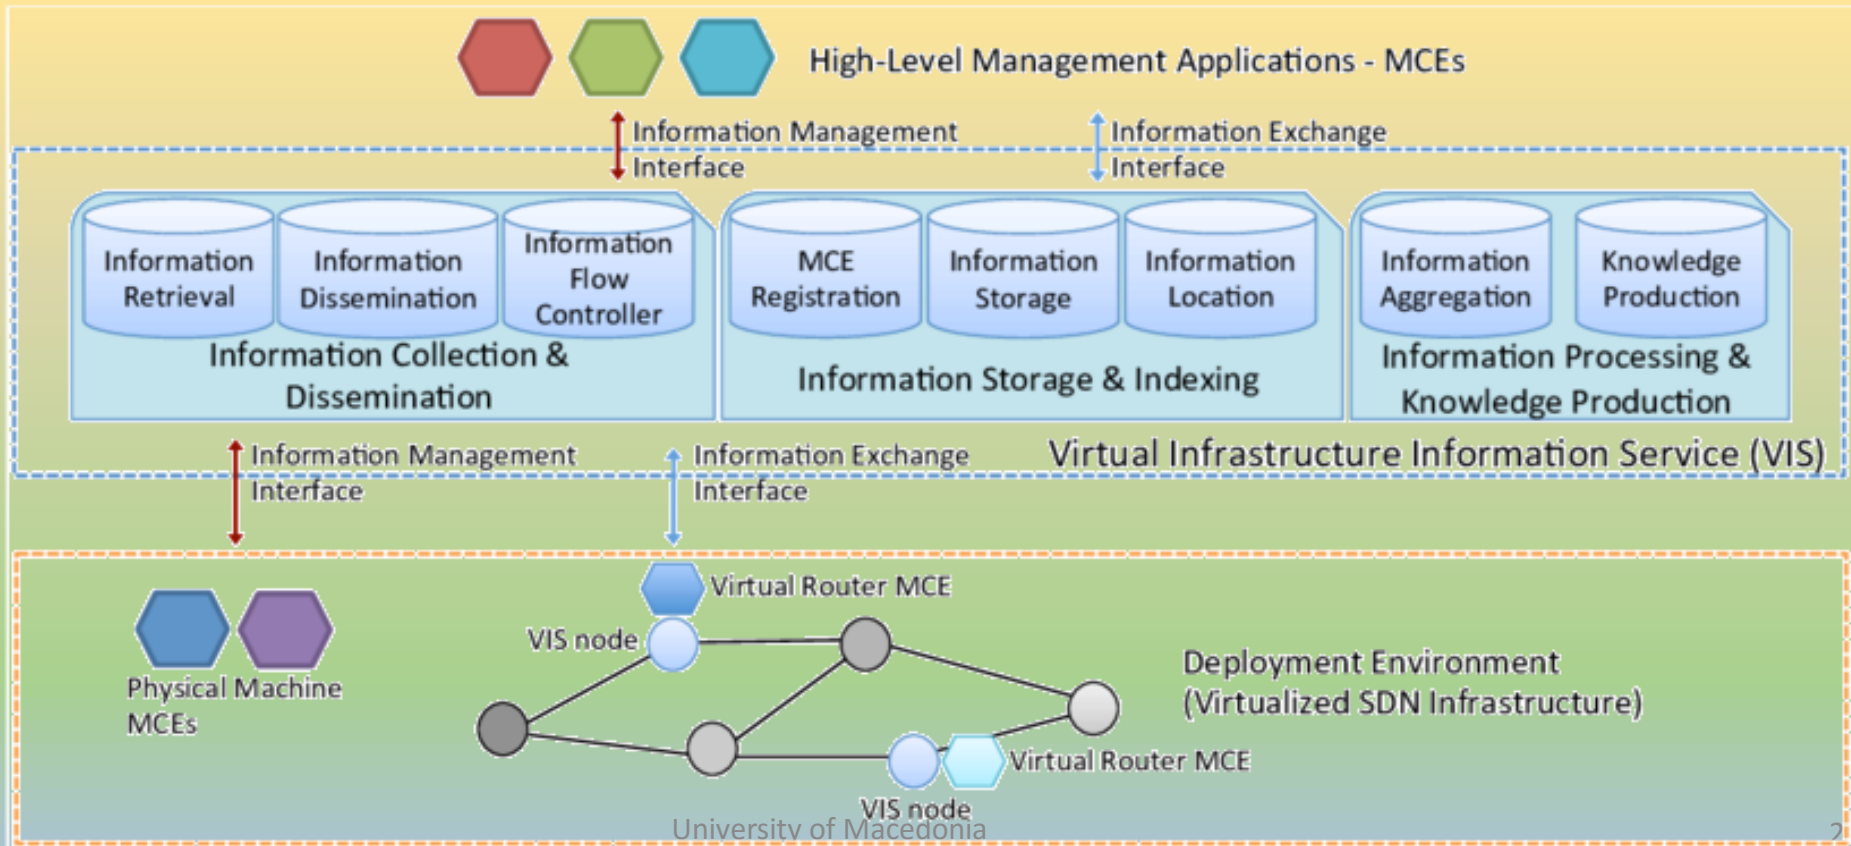 High-Level Management Applications - MCEs
Information Management
Interface
Information Exchange
Interface
Information
Retrieval
Information
Dissemination
Information
Flow
Controller
Information Collection &
Dissemination
MCE
Registration
Information
Storage
Information
Location
Information Storage & Indexing
Information
Aggregation
Knowledge
Production
Information Processing &
Knowledge Production
Information Management
Interface
Information Exchange
Interface
Virtual Infrastructure Information Service (VIS)
Virtual Router MCE
VIS node
Physical Machine
MCEs
Deployment Environment
(Virtualized SDN Infrastructure)
Virtual Router MCE
VIS node
University of Macedonia
2